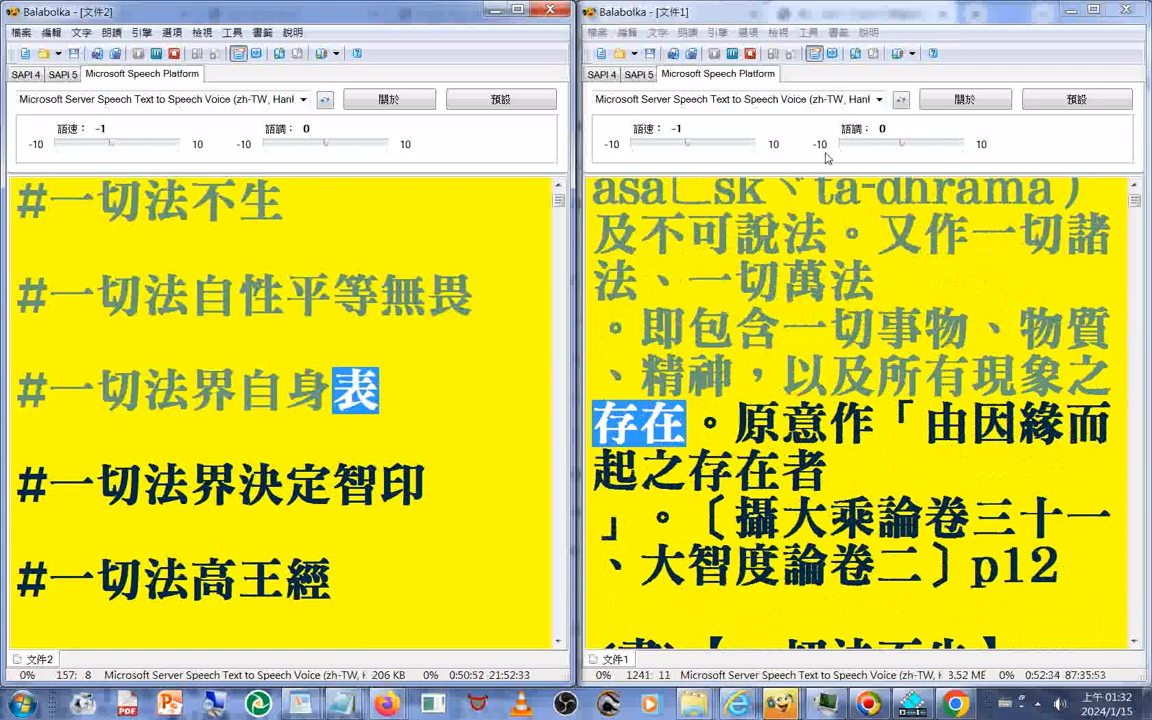 Balabolka - [文件2]
檔案 編輯 文字 朗讀 引擎 選項 檢視 工具 書籤 說明
SAPI 4 SAPI 5 Microsoft Speech Platform
Microsoft Server Speech Text to Speech Voice (zh-TW, Hanl
關於 預設
語速： -1 語調： 0
-10 10 -10 10
#一切法不生
#一切法自性平等無畏
#一切法界自身表
#一切法界決定智印
#一切法高王經
文件2
0% 157: 8 Microsoft Server Speech Text to Speech Voice (zh-TW, H 206 KB 0% 0:50:52 21:52:33
Balabolka - [文件1]
檔案 編輯 文字 朗讀 引擎 選項 檢視 工具 書籤 說明
SAPI 4 SAPI 5 Microsoft Speech Platform
Microsoft Server Speech Text to Speech Voice (zh-TW, Hanl
關於 預設
語速： -1 語調： 0
-10 10 -10 10
asa㇄skヾta-dhrama)
及不可說法。又作一切諸
法、一切萬法
。即包含一切事物、物質
、精神，以及所有現象之
存在。原意作「由因緣而
起之存在者
」。〔攝大乘論卷三十一
、大智度論卷二〕p12
【一切法不生】
文件1
0% 1241: 11 Microsoft Server Speech Text to Speech Voice (zh-TW, H 3.52 ME 0% 0:52:34 87:35:53
上午 01:32
2024/1/15